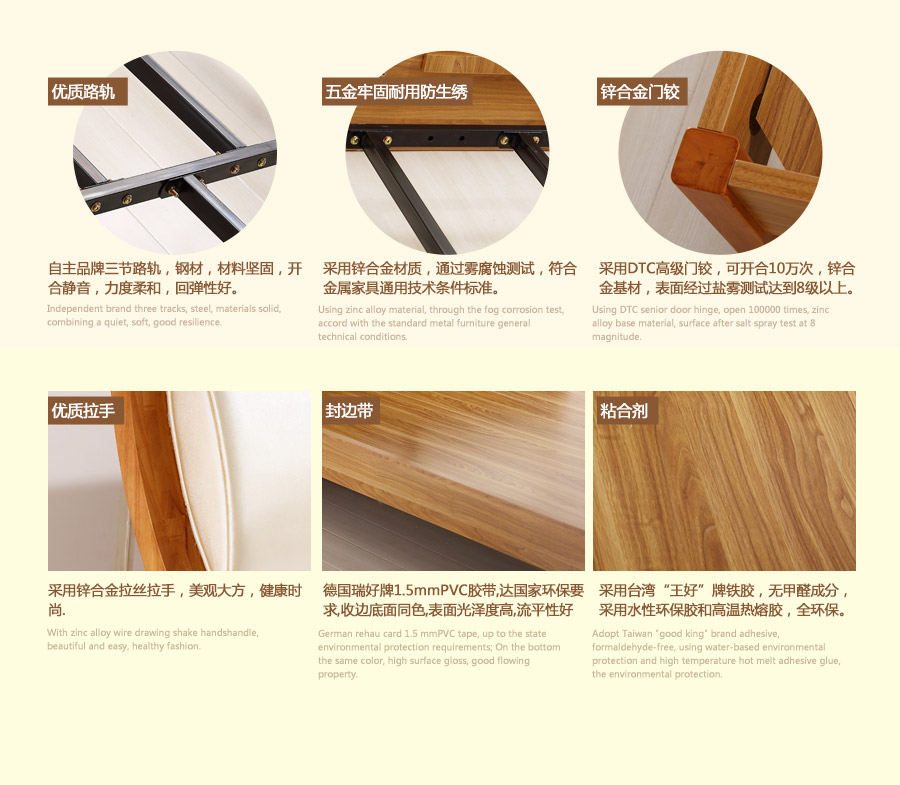 优质路轨
五金牢固耐用防生绣
锌合金门铰
自主品牌三节路轨，钢材，材料坚固，开
合静音，力度柔和，回弹性好。
Independent brand three tracks, steel, materials solid,
combining a quiet, soft, good resilience.
采用锌合金材质，通过雾腐蚀测试，符合
金属家具通用技术条件标准。
Using zinc alloy material, through the fog corrosion test,
accord with the standard metal furniture general
technical conditions.
采用DTC高级门铰，可开合10万次，锌合
金基材，表面经过盐雾测试达到8级以上。
Using DTC senior door hinge, open 100000 times, zinc
alloy base material, surface after salt spray test at 8
magnitude.
优质拉手
封边带
粘合剂
采用锌合金拉丝拉手，美观大方，健康时
尚.
With zinc alloy wire drawing shake handshandle,
beautiful and easy, healthy fashion.
德国瑞好牌1.5mmPVC胶带,达国家环保要
求,收边底面同色,表面光泽度高,流平性好
German rehau card 1.5 mmPVC tape, up to the state
environmental protection requirements; On the bottom
the same color, high surface gloss, good flowing
property.
采用台湾“王好”牌铁胶，无甲醛成分，
采用水性环保胶和高温热熔胶，全环保。
Adopt Taiwan "good king" brand adhesive,
formaldehyde-free, using water-based environmental
protection and high temperature hot melt adhesive glue,
the environmental protection.